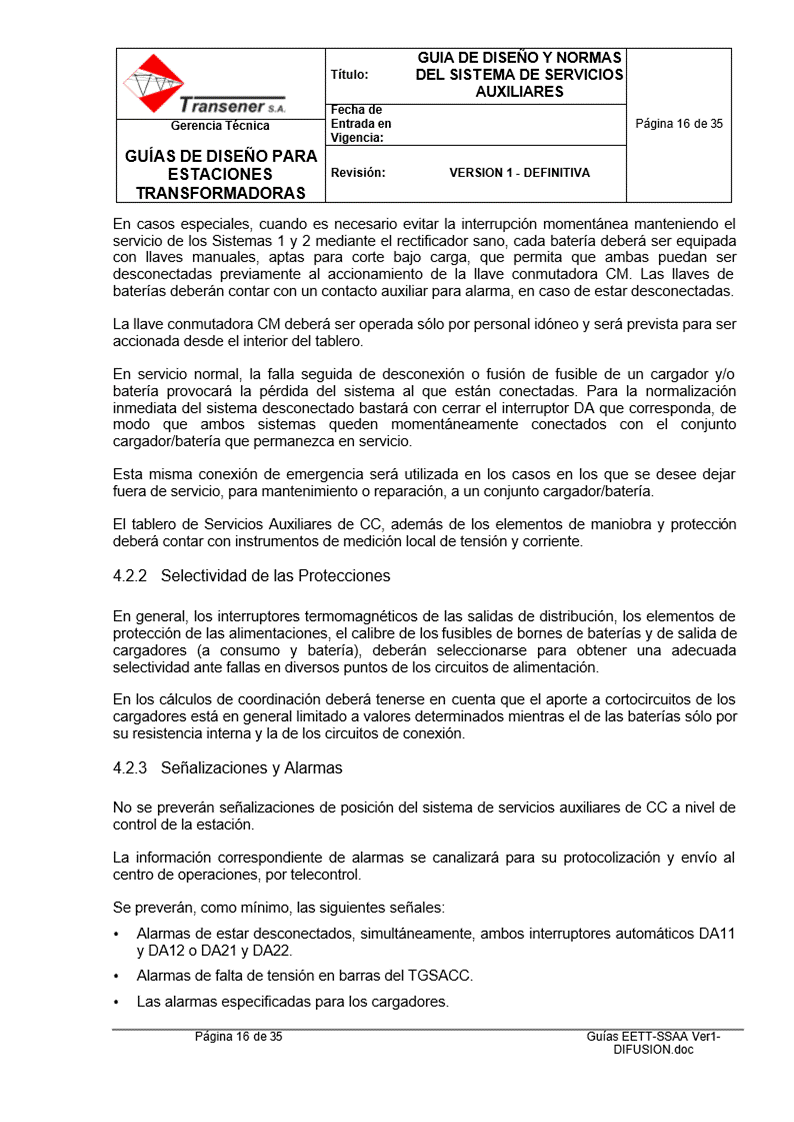 Transener S.A.
Gerencia Técnica
GUÍAS DE DISEÑO PARA
ESTACIONES
TRANSFORMADORAS
Título:
GUIA DE DISEÑO Y NORMAS
DEL SISTEMA DE SERVICIOS
AUXILIARES
Fecha de
Entrada en
Vigencia:
Revisión:
VERSION 1 - DEFINITIVA
Página 16 de 35
En casos especiales, cuando es necesario evitar la interrupción momentánea manteniendo el
servicio de los Sistemas 1 y 2 mediante el rectificador sano, cada batería deberá ser equipada
con llaves manuales, aptas para corte bajo carga, que permita que ambas puedan ser
desconectadas previamente al accionamiento de la llave conmutadora CM. Las llaves de
baterías deberán contar con un contacto auxiliar para alarma, en caso de estar desconectadas.
La llave conmutadora CM deberá ser operada sólo por personal idóneo y será prevista para ser
accionada desde el interior del tablero.
En servicio normal, la falla seguida de desconexión o fusión de fusible de un cargador y/o
batería provocará la pérdida del sistema al que están conectadas. Para la normalización
inmediata del sistema desconectado bastará con cerrar el interruptor DA que corresponda, de
modo que ambos sistemas queden momentáneamente conectados con el conjunto
cargador/batería que permanezca en servicio.
Esta misma conexión de emergencia será utilizada en los casos en los que se desee dejar
fuera de servicio, para mantenimiento o reparación, a un conjunto cargador/batería.
El tablero de Servicios Auxiliares de CC, además de los elementos de maniobra y protección
deberá contar con instrumentos de medición local de tensión y corriente.
4.2.2 Selectividad de las Protecciones
En general, los interruptores termomagnéticos de las salidas de distribución, los elementos de
protección de las alimentaciones, el calibre de los fusibles de bornes de baterías y de salida de
cargadores (a consumo y batería), deberán seleccionarse para obtener una adecuada
selectividad ante fallas en diversos puntos de los circuitos de alimentación.
En los cálculos de coordinación deberá tenerse en cuenta que el aporte a cortocircuitos de los
cargadores está en general limitado a valores determinados mientras el de las baterías sólo por
su resistencia interna y la de los circuitos de conexión.
4.2.3 Señalizaciones y Alarmas
No se preverán señalizaciones de posición del sistema de servicios auxiliares de CC a nivel de
control de la estación.
La información correspondiente de alarmas se canalizará para su protocolización y envío al
centro de operaciones, por telecontrol.
Se preverán, como mínimo, las siguientes señales:
• Alarmas de estar desconectados, simultáneamente, ambos interruptores automáticos DA11
y DA12 o DA21 y DA22.
• Alarmas de falta de tensión en barras del TGSACC.
• Las alarmas especificadas para los cargadores.
Página 16 de 35
Guías EETT-SSAA Ver1-
DIFUSION.doc